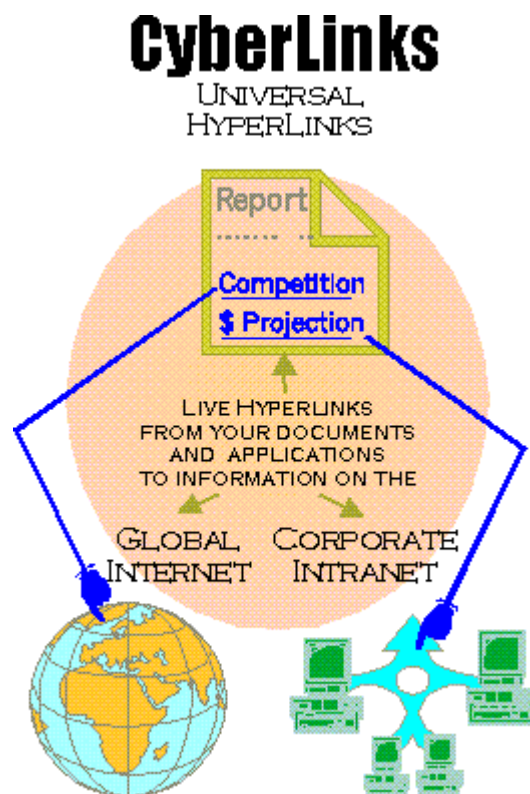 CyberLinks
UNIVERSAL
HYPERLINKS
Report
Competition
$ Projection
LIVE HYPERLINKS
FROM YOUR DOCUMENTS
AND APPLICATIONS
TO INFORMATION ON THE
GLOBAL
INTERNET
CORPORATE
INTRANET